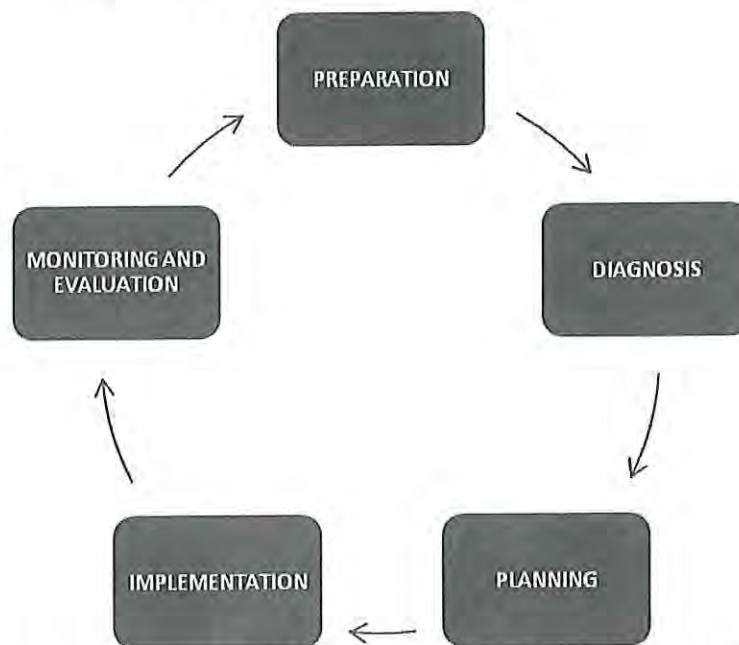 PREPARATION
DIAGNOSIS
PLANNING
IMPLEMENTATION
MONITORING AND
EVALUATION